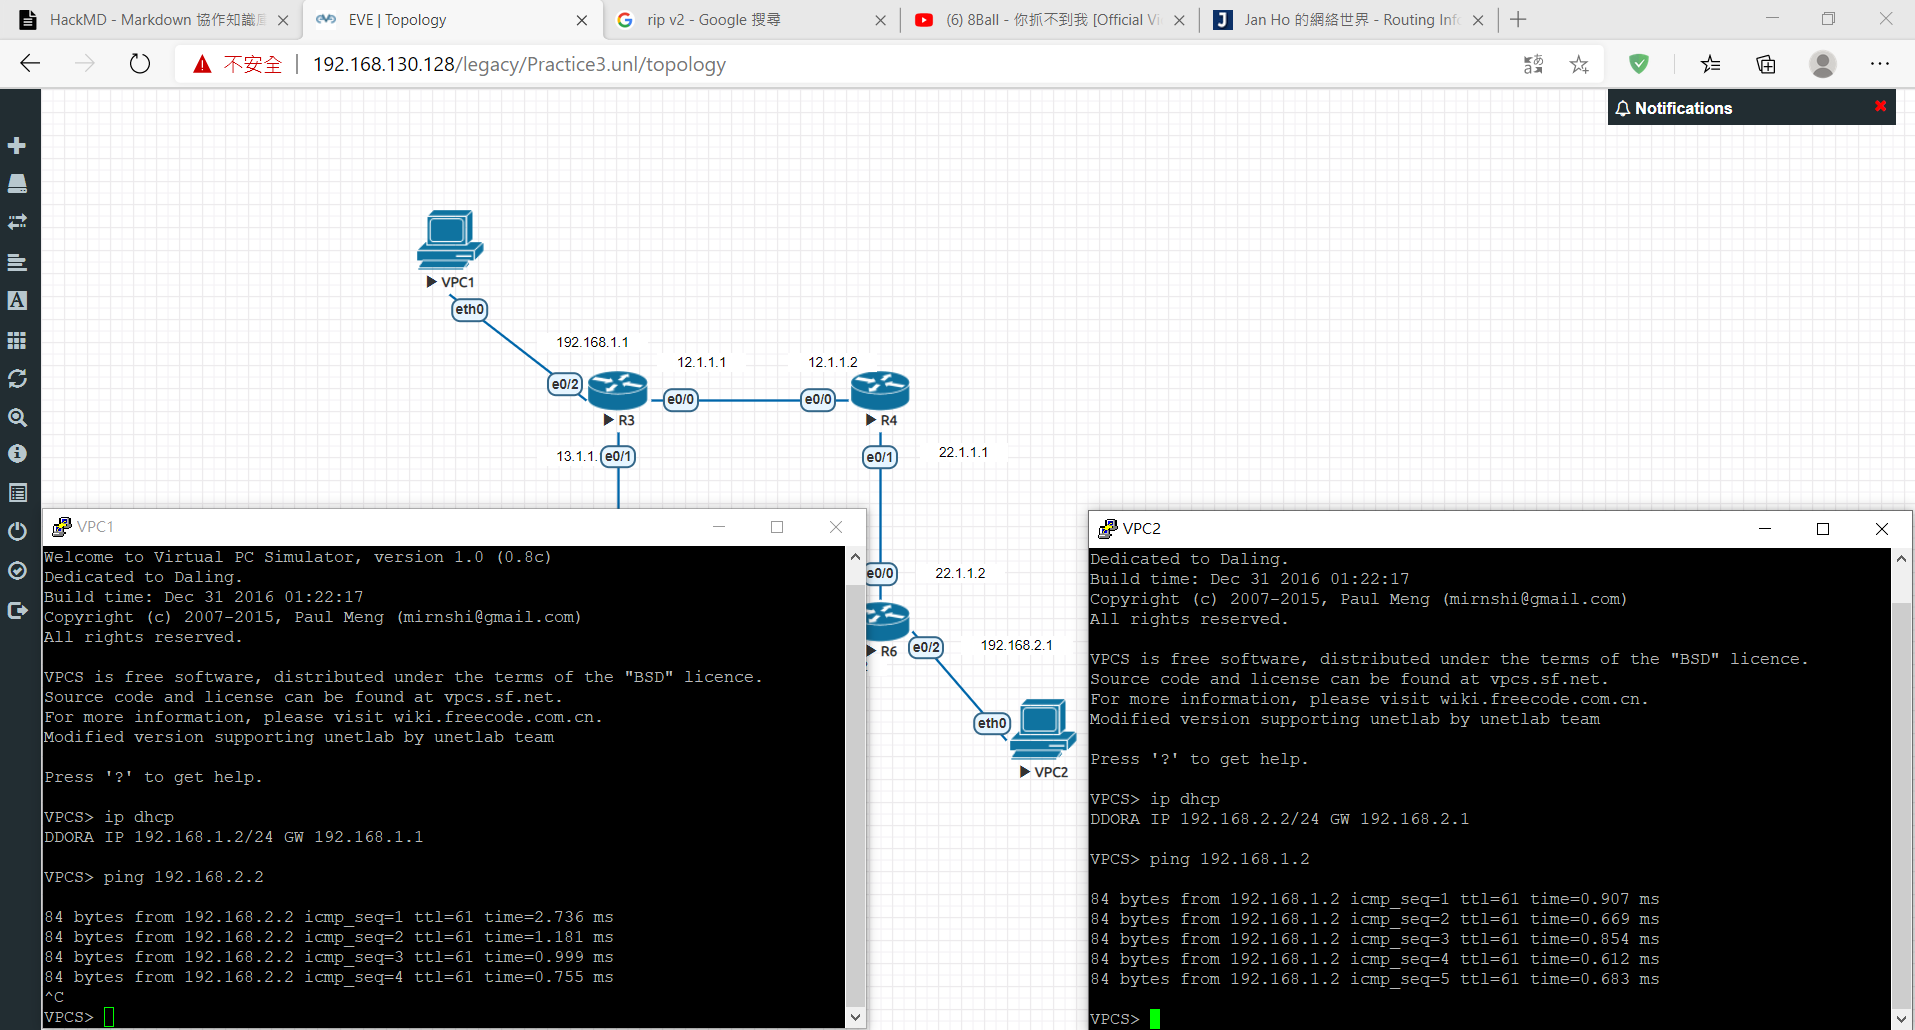 HackMD - Markdown 協作知識
EVE | Topology
rip v2 - Google 搜尋
(6) 8Ball - 你抓不到我 [Official Vi
Jan Ho 的網絡世界 - Routing Info
不安全 | 192.168.130.128/legacy/Practice3.unl/topology
Notifications
VPC1
eth0
192.168.1.1
12.1.1.1
12.1.1.2
e0/2
e0/0
e0/0
R3
R4
13.1.1.
e0/1
e0/1
22.1.1.1
e0/0
22.1.1.2
R6
e0/2
192.168.2.1
eth0
VPC2
VPC1
Welcome to Virtual PC Simulator, version 1.0 (0.8c)
Dedicated to Daling.
Build time: Dec 31 2016 01:22:17
Copyright (c) 2007-2015, Paul Meng (mirnshi@gmail.com)
All rights reserved.
VPCS is free software, distributed under the terms of the "BSD" licence.
Source code and license can be found at vpcs.sf.net.
For more information, please visit wiki.freecode.com.cn.
Modified version supporting unetlab by unetlab team
Press '?' to get help.
VPCS> ip dhcp
DDORA IP 192.168.1.2/24 GW 192.168.1.1
VPCS> ping 192.168.2.2
84 bytes from 192.168.2.2 icmp_seq=1 ttl=61 time=2.736 ms
84 bytes from 192.168.2.2 icmp_seq=2 ttl=61 time=1.181 ms
84 bytes from 192.168.2.2 icmp_seq=3 ttl=61 time=0.999 ms
84 bytes from 192.168.2.2 icmp_seq=4 ttl=61 time=0.755 ms
^C
VPCS>
VPC2
Dedicated to Daling.
Build time: Dec 31 2016 01:22:17
Copyright (c) 2007-2015, Paul Meng (mirnshi@gmail.com)
All rights reserved.
VPCS is free software, distributed under the terms of the "BSD" licence.
Source code and license can be found at vpcs.sf.net.
For more information, please visit wiki.freecode.com.cn.
Modified version supporting unetlab by unetlab team
Press '?' to get help.
VPCS> ip dhcp
DDORA IP 192.168.2.2/24 GW 192.168.2.1
VPCS> ping 192.168.1.2
84 bytes from 192.168.1.2 icmp_seq=1 ttl=61 time=0.907 ms
84 bytes from 192.168.1.2 icmp_seq=2 ttl=61 time=0.669 ms
84 bytes from 192.168.1.2 icmp_seq=3 ttl=61 time=0.854 ms
84 bytes from 192.168.1.2 icmp_seq=4 ttl=61 time=0.612 ms
84 bytes from 192.168.1.2 icmp_seq=5 ttl=61 time=0.683 ms
VPCS>